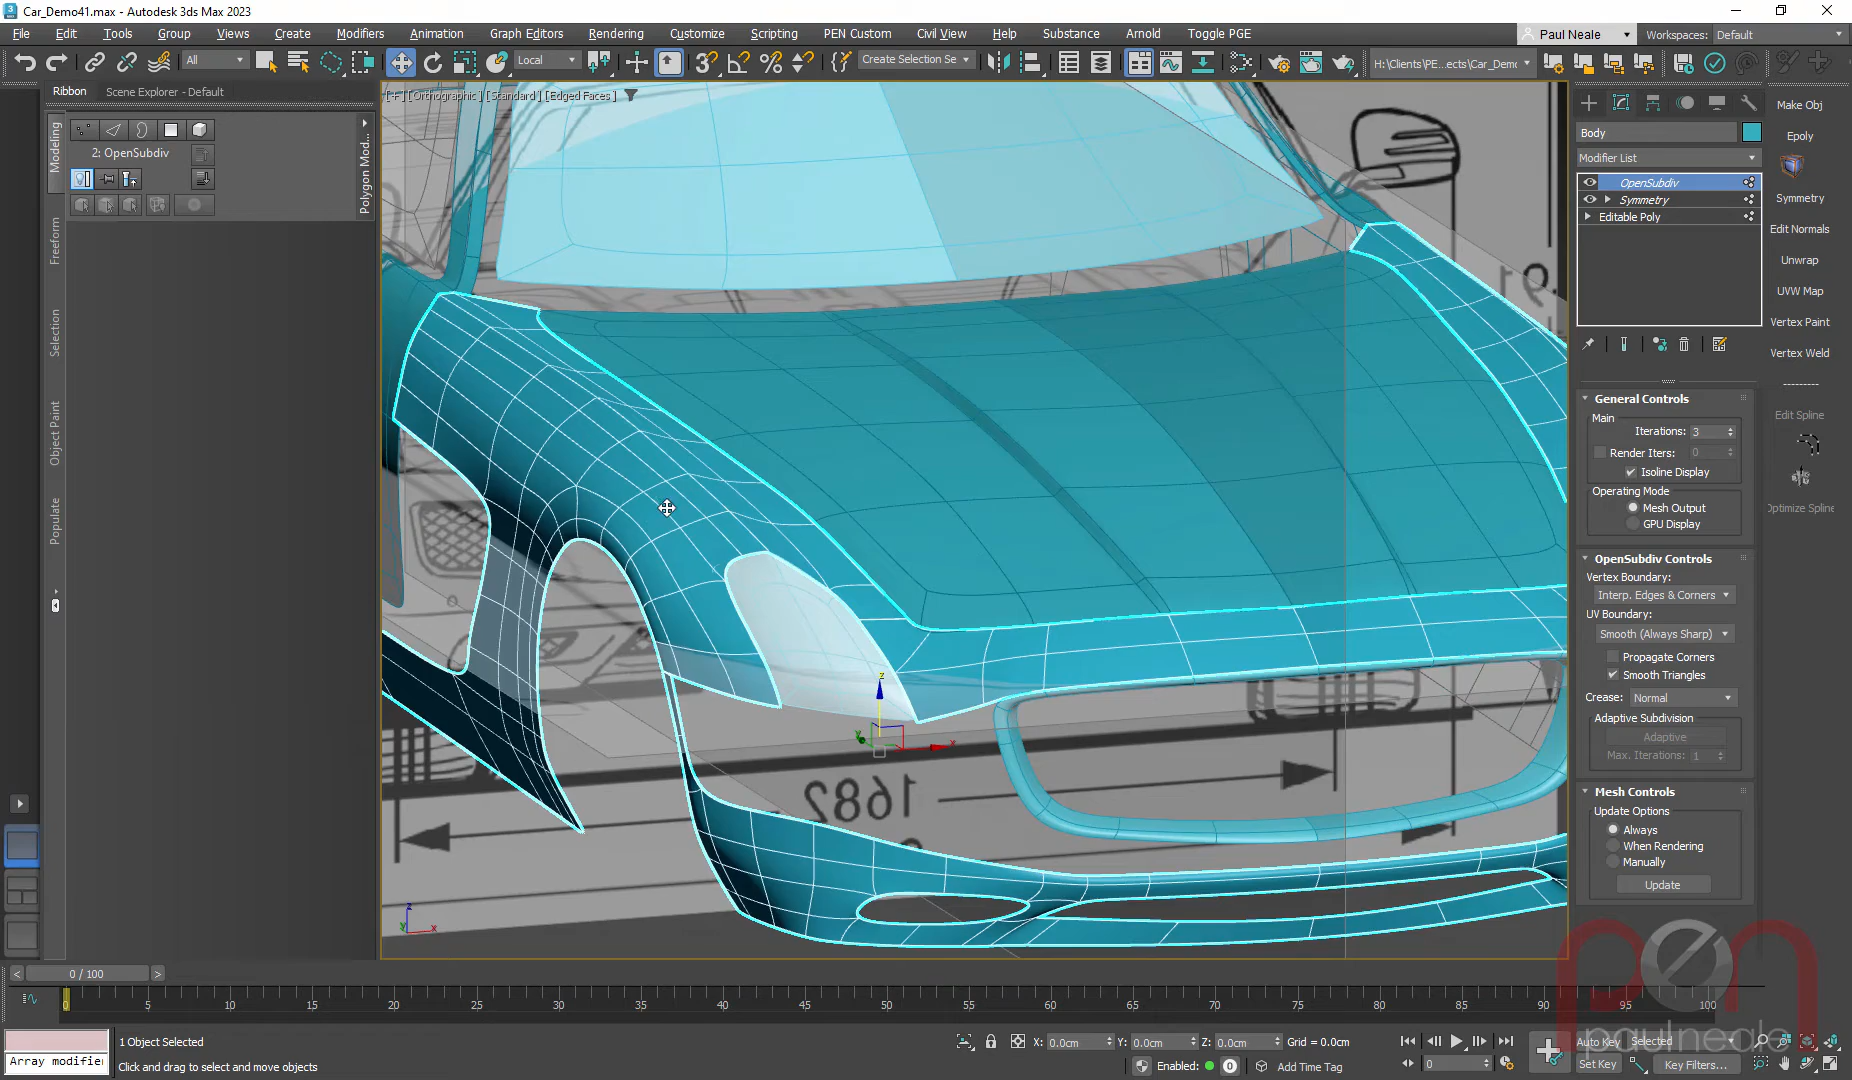 Car_Demo41.max - Autodesk 3ds Max 2023
File Edit Tools Group Views Create Modifiers Animation Graph Editors Rendering Customize Scripting PEN Custom Civil View Help Substance Arnold Toggle PGE
Paul Neale
Workspaces: Default
All
Local
Create Selection Se
H:\Clients\PE...ects\Car_Demo
Ribbon
Scene Explorer - Default
[+][Orthographic][Standard][Edged Faces]
Modeling
Freeform
Selection
Object Paint
Populate
2: OpenSubdiv
Polygon Mod...
Body
Modifier List
OpenSubdiv
Symmetry
Editable Poly
Make Obj
Epoly
Symmetry
Edit Normals
Unwrap
UVW Map
Vertex Paint
Vertex Weld
---------
Edit Spline
Optimize Spline
General Controls
Main
Iterations: 3
Render Iters: 0
Isoline Display
Operating Mode
Mesh Output
GPU Display
OpenSubdiv Controls
Vertex Boundary:
Interp. Edges & Corners
UV Boundary:
Smooth (Always Sharp)
Propagate Corners
Smooth Triangles
Crease: Normal
Adaptive Subdivision
Adaptive
Max. Iterations: 1
Mesh Controls
Update Options
Always
When Rendering
Manually
Update
1682
z
y
x
z
y
x
pen
paulneale
< 0 / 100 >
0 5 10 15 20 25 30 35 40 45 50 55 60 65 70 75 80 85 90 95 100
Array modifier
1 Object Selected
Click and drag to select and move objects
X: 0.0cm Y: 0.0cm Z: 0.0cm Grid = 0.0cm
Enabled: 0 Add Time Tag
0
Auto Key Selected
Set Key Key Filters...